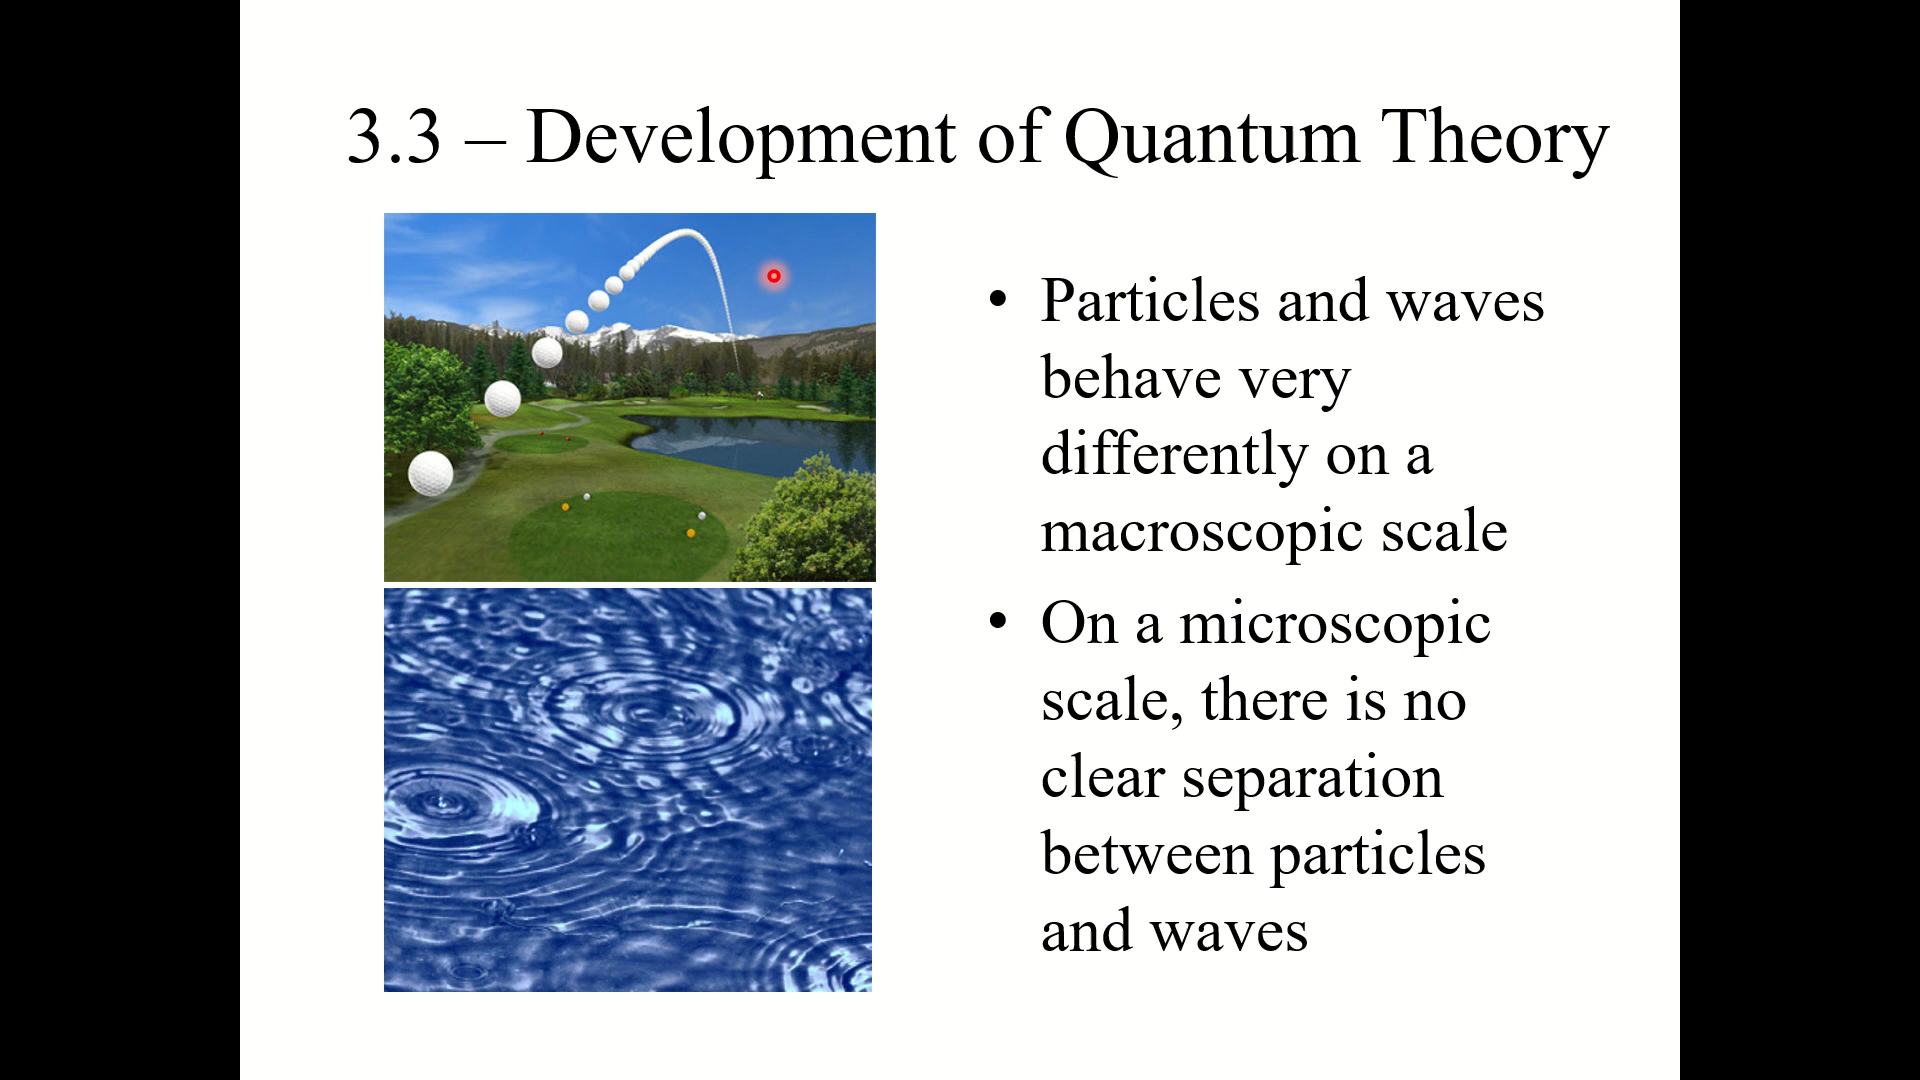 3.3 – Development of Quantum Theory
• Particles and waves
behave very
differently on a
macroscopic scale
• On a microscopic
scale, there is no
clear separation
between particles
and waves